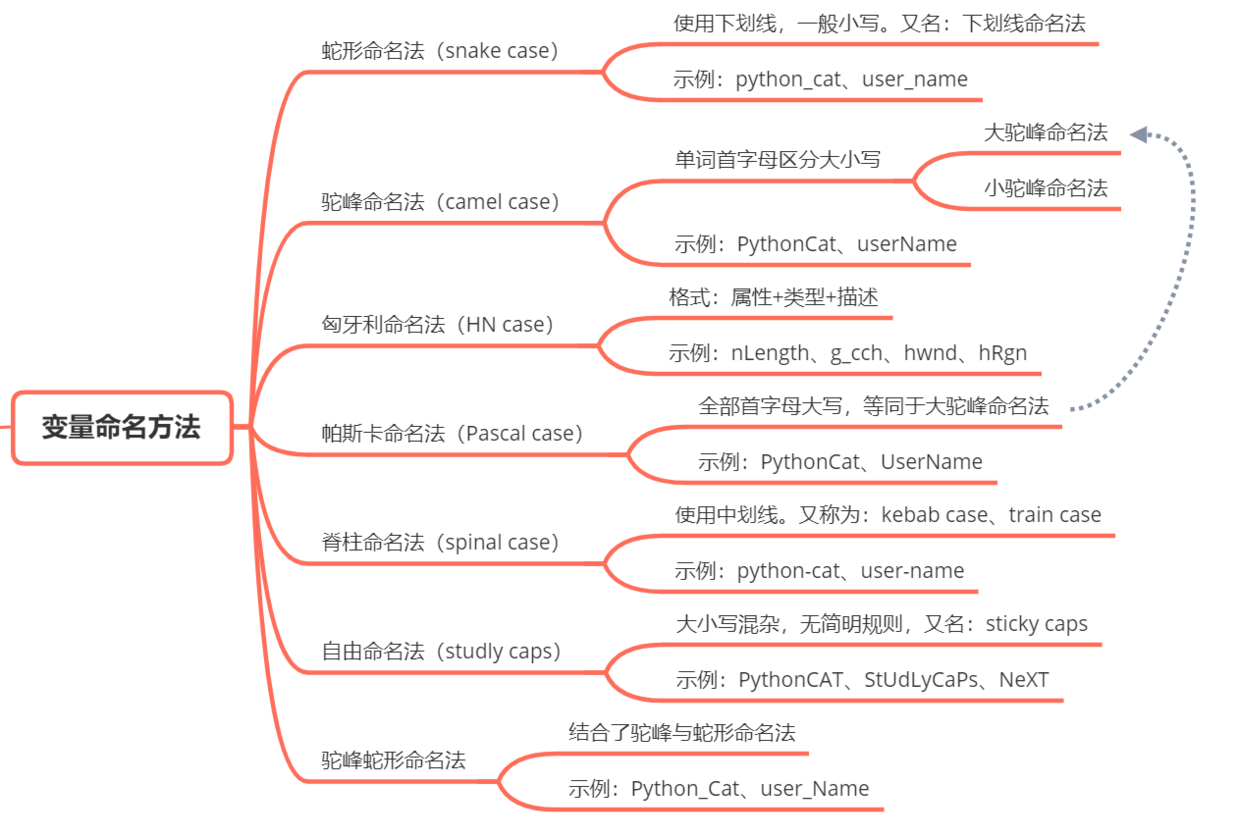 变量命名方法
蛇形命名法（snake case）
使用下划线，一般小写。又名：下划线命名法
示例：python_cat、user_name
驼峰命名法（camel case）
单词首字母区分大小写
大驼峰命名法
小驼峰命名法
示例：PythonCat、userName
匈牙利命名法（HN case）
格式：属性+类型+描述
示例：nLength、g_cch、hwnd、hRgn
帕斯卡命名法（Pascal case）
全部首字母大写，等同于大驼峰命名法
示例：PythonCat、UserName
脊柱命名法（spinal case）
使用中划线。又称为：kebab case、train case
示例：python-cat、user-name
自由命名法（studly caps）
大小写混杂，无简明规则，又名：sticky caps
示例：PythonCAT、StUdLyCaPs、NeXT
驼峰蛇形命名法
结合了驼峰与蛇形命名法
示例：Python_Cat、user_Name